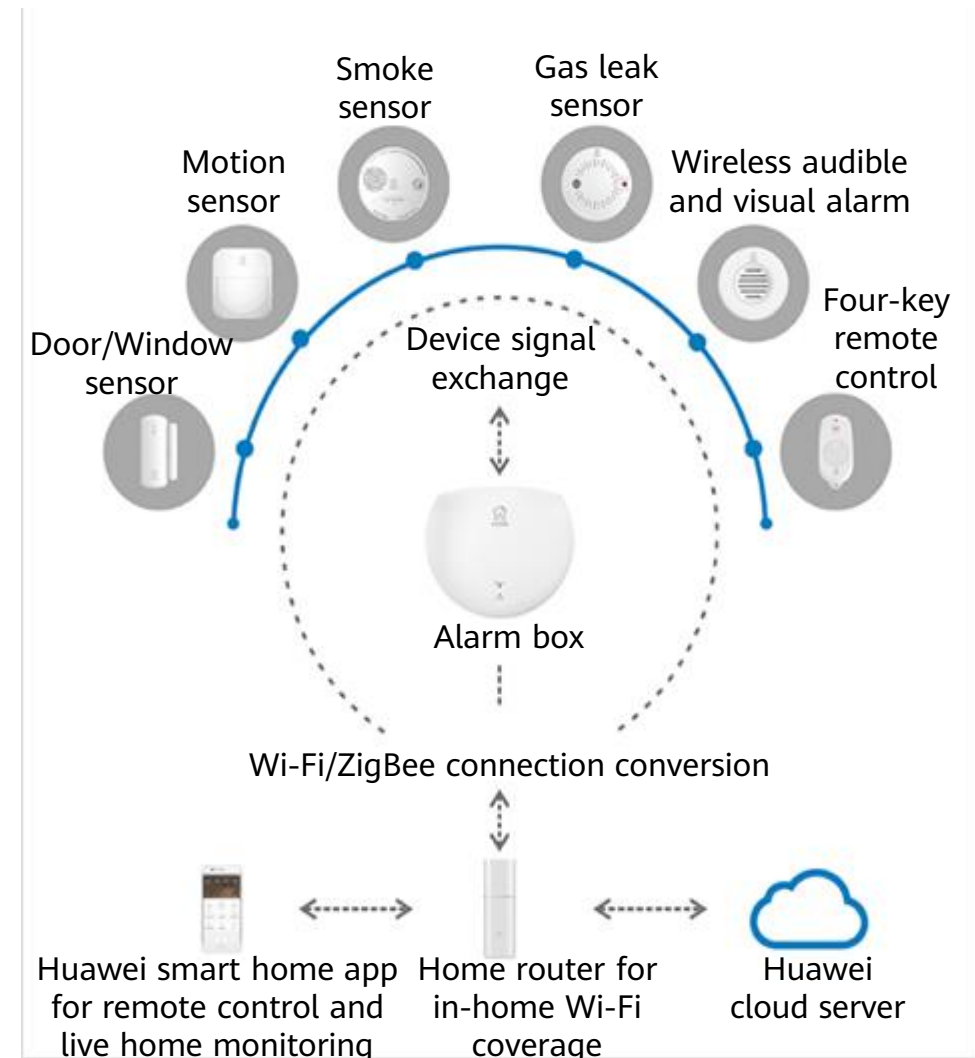 Smoke
sensor
Gas leak
sensor
Motion
sensor
Wireless audible
and visual alarm
Door/Window
sensor
Device signal
exchange
Four-key
remote
control
Alarm box
Wi-Fi/ZigBee connection conversion
Huawei smart home app
for remote control and
live home monitoring
Home router for
in-home Wi-Fi
coverage
Huawei
cloud server